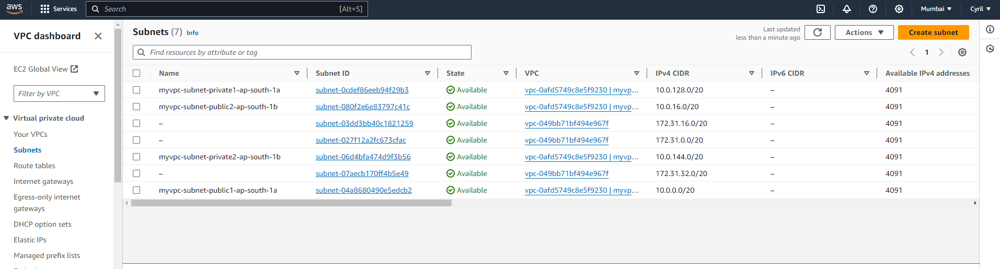 aws Services Search [Alt+S] Mumbai Cyril
VPC dashboard
EC2 Global View
Filter by VPC
Virtual private cloud
Your VPCs
Subnets
Route tables
Internet gateways
Egress-only internet
gateways
DHCP option sets
Elastic IPs
Managed prefix lists
Subnets (7) Info
Last updated
less than a minute ago
Actions
Create subnet
Find resources by attribute or tag
1
Name Subnet ID State VPC IPv4 CIDR IPv6 CIDR Available IPv4 addresses
myvpc-subnet-private1-ap-south-1a subnet-0cdef86eeb94f29b3 Available vpc-0afd5749c8e5f9230 | myvp... 10.0.128.0/20 – 4091
myvpc-subnet-public2-ap-south-1b subnet-080f2e6e83797c41c Available vpc-0afd5749c8e5f9230 | myvp... 10.0.16.0/20 – 4091
– subnet-03dd3bb40c1821259 Available vpc-049bb71bf494e967f 172.31.16.0/20 – 4091
– subnet-027f12a2fc673cfac Available vpc-049bb71bf494e967f 172.31.0.0/20 – 4091
myvpc-subnet-private2-ap-south-1b subnet-06d4bfa474d9f3b56 Available vpc-0afd5749c8e5f9230 | myvp... 10.0.144.0/20 – 4091
– subnet-07aecb170ff4b5e49 Available vpc-049bb71bf494e967f 172.31.32.0/20 – 4091
myvpc-subnet-public1-ap-south-1a subnet-04a8680490e5edcb2 Available vpc-0afd5749c8e5f9230 | myvp... 10.0.0.0/20 – 4091